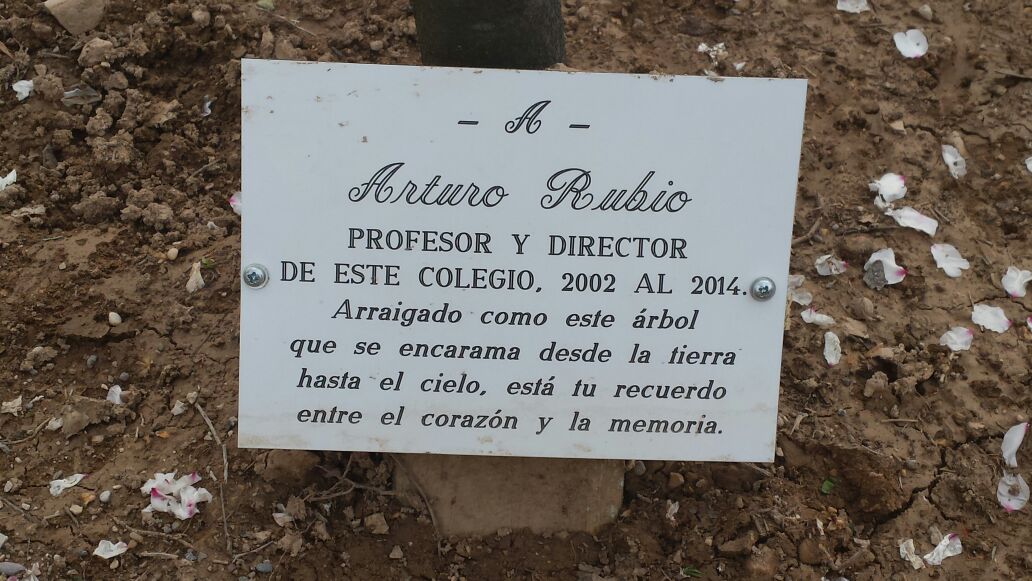 - A -
Arturo Rubio
PROFESOR Y DIRECTOR
DE ESTE COLEGIO, 2002 AL 2014.
Arraigado como este árbol
que se encarama desde la tierra
hasta el cielo, está tu recuerdo
entre el corazón y la memoria.